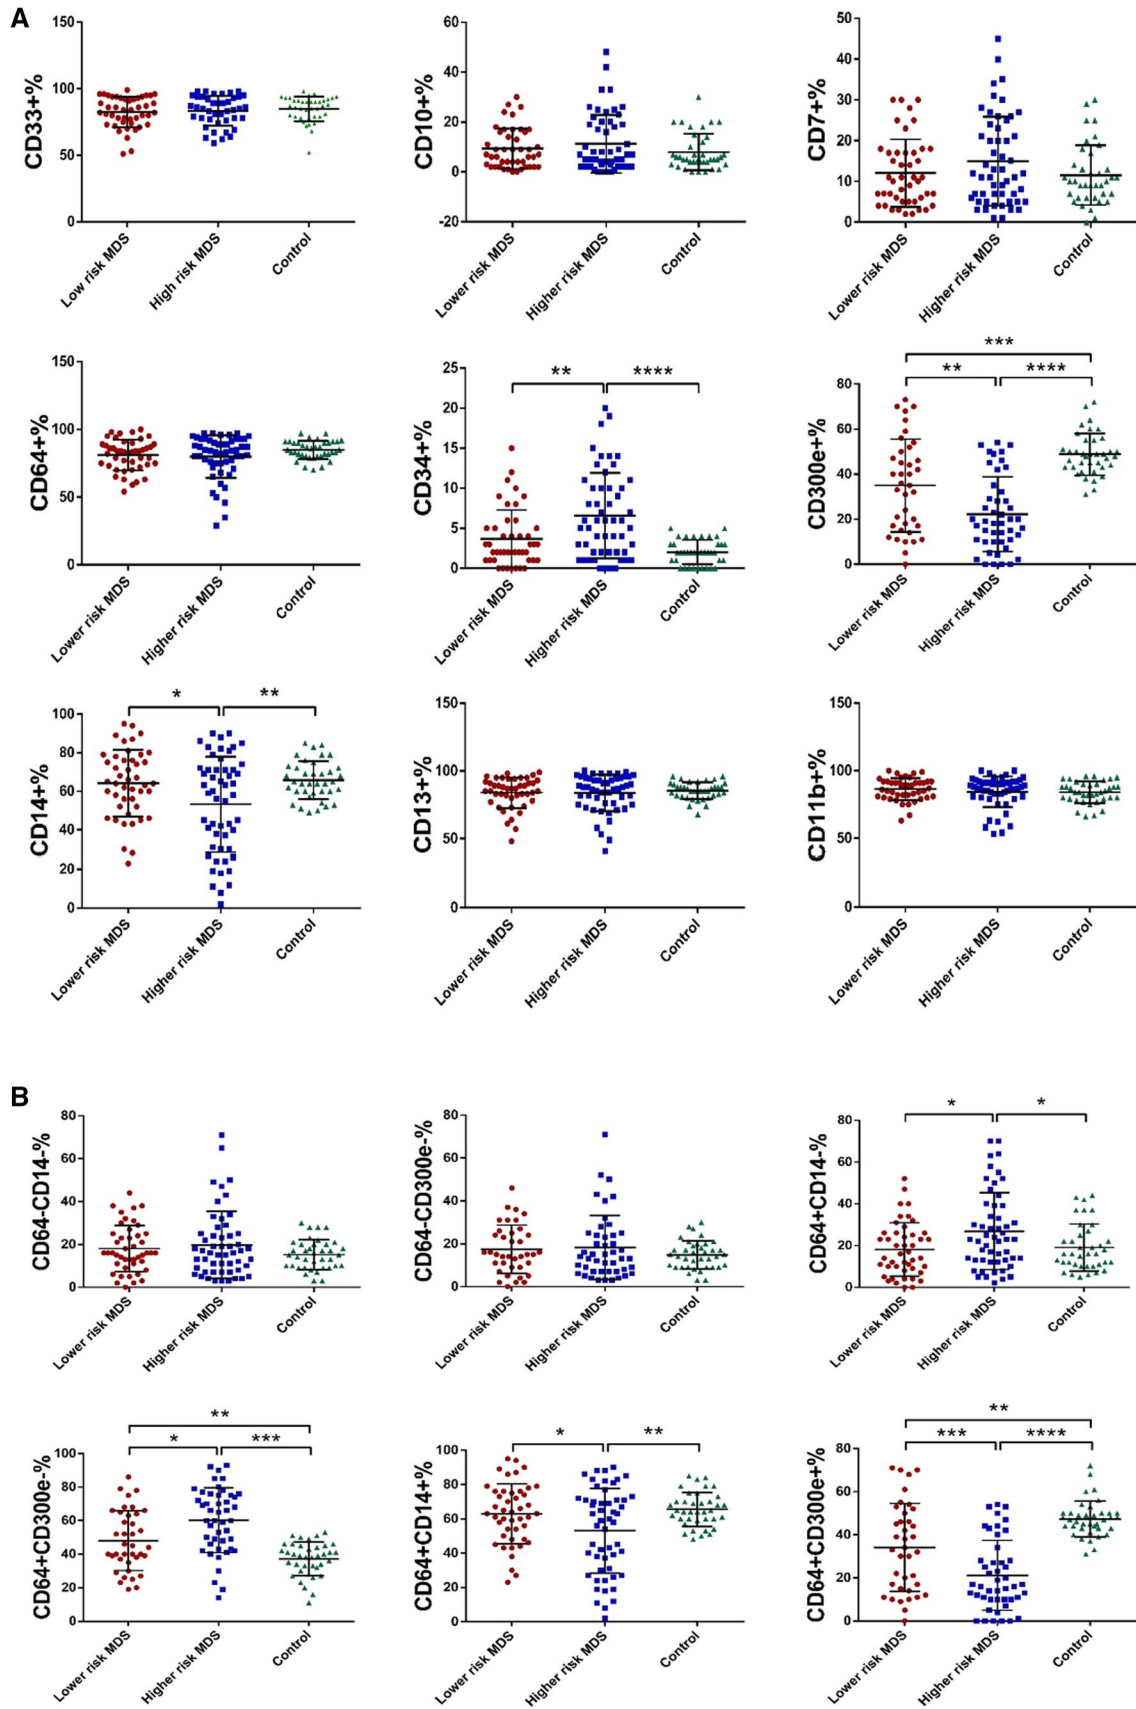 A
CD33+%
150
100
50
0
Low risk MDS
High risk MDS
Control
CD10+%
60
40
20
0
-20
Lower risk MDS
Higher risk MDS
Control
CD7+%
50
40
30
20
10
0
Lower risk MDS
Higher risk MDS
Control
CD64+%
150
100
50
0
Lower risk MDS
Higher risk MDS
Control
CD34+%
25
20
15
10
5
0
** ****
Lower risk MDS
Higher risk MDS
Control
CD300e+%
80
60
40
20
0
***
** ****
Lower risk MDS
Higher risk MDS
Control
CD14+%
100
80
60
40
20
0
* **
Lower risk MDS
Higher risk MDS
Control
CD13+%
150
100
50
0
Lower risk MDS
Higher risk MDS
Control
CD11b+%
150
100
50
0
Lower risk MDS
Higher risk MDS
Control
B
CD64-CD14-%
80
60
40
20
0
Lower risk MDS
Higher risk MDS
Control
CD64-CD300e-%
80
60
40
20
0
Lower risk MDS
Higher risk MDS
Control
CD64+CD14-%
80
60
40
20
0
* *
Lower risk MDS
Higher risk MDS
Control
CD64+CD300e-%
100
80
60
40
20
0
**
* ***
Lower risk MDS
Higher risk MDS
Control
CD64+CD14+%
100
80
60
40
20
0
* **
Lower risk MDS
Higher risk MDS
Control
CD64+CD300e+%
80
60
40
20
0
**
*** ****
Lower risk MDS
Higher risk MDS
Control